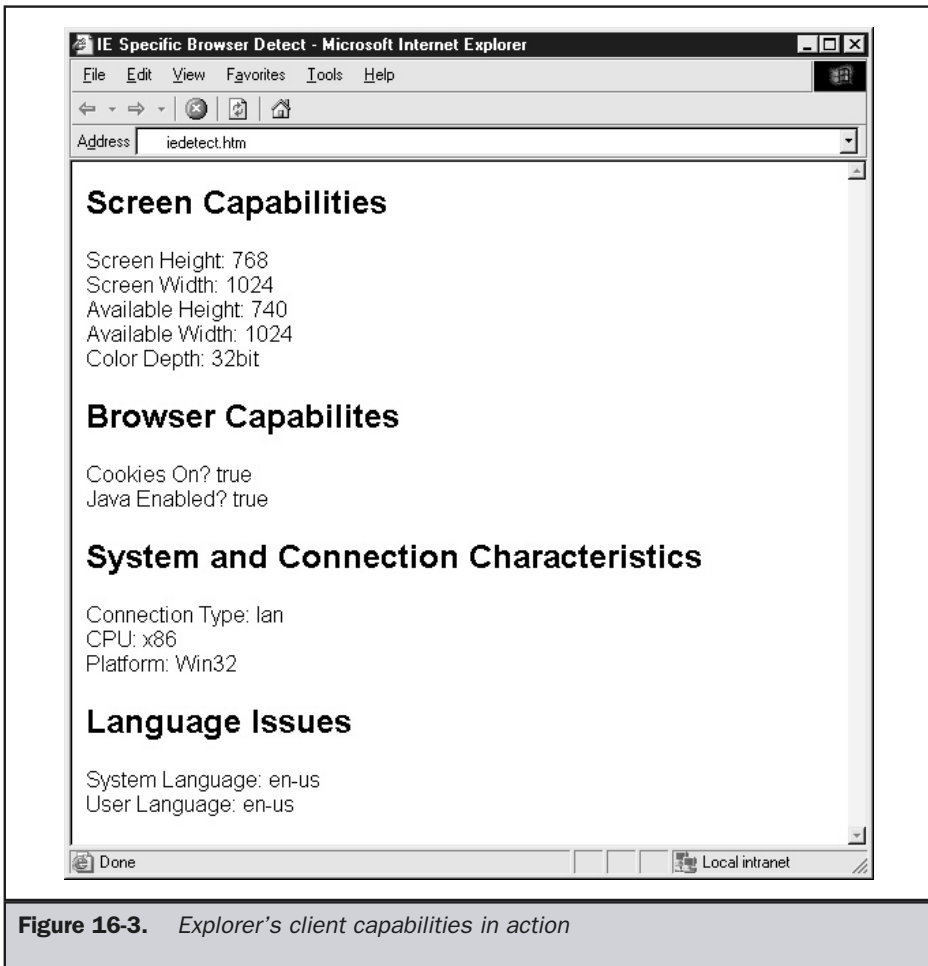 IE Specific Browser Detect - Microsoft Internet Explorer
File Edit View Favorites Tools Help
Address iedetect.htm
Screen Capabilities
Screen Height: 768
Screen Width: 1024
Available Height: 740
Available Width: 1024
Color Depth: 32bit
Browser Capabilites
Cookies On? true
Java Enabled? true
System and Connection Characteristics
Connection Type: lan
CPU: x86
Platform: Win32
Language Issues
System Language: en-us
User Language: en-us
Done Local intranet
Figure 16-3. Explorer's client capabilities in action